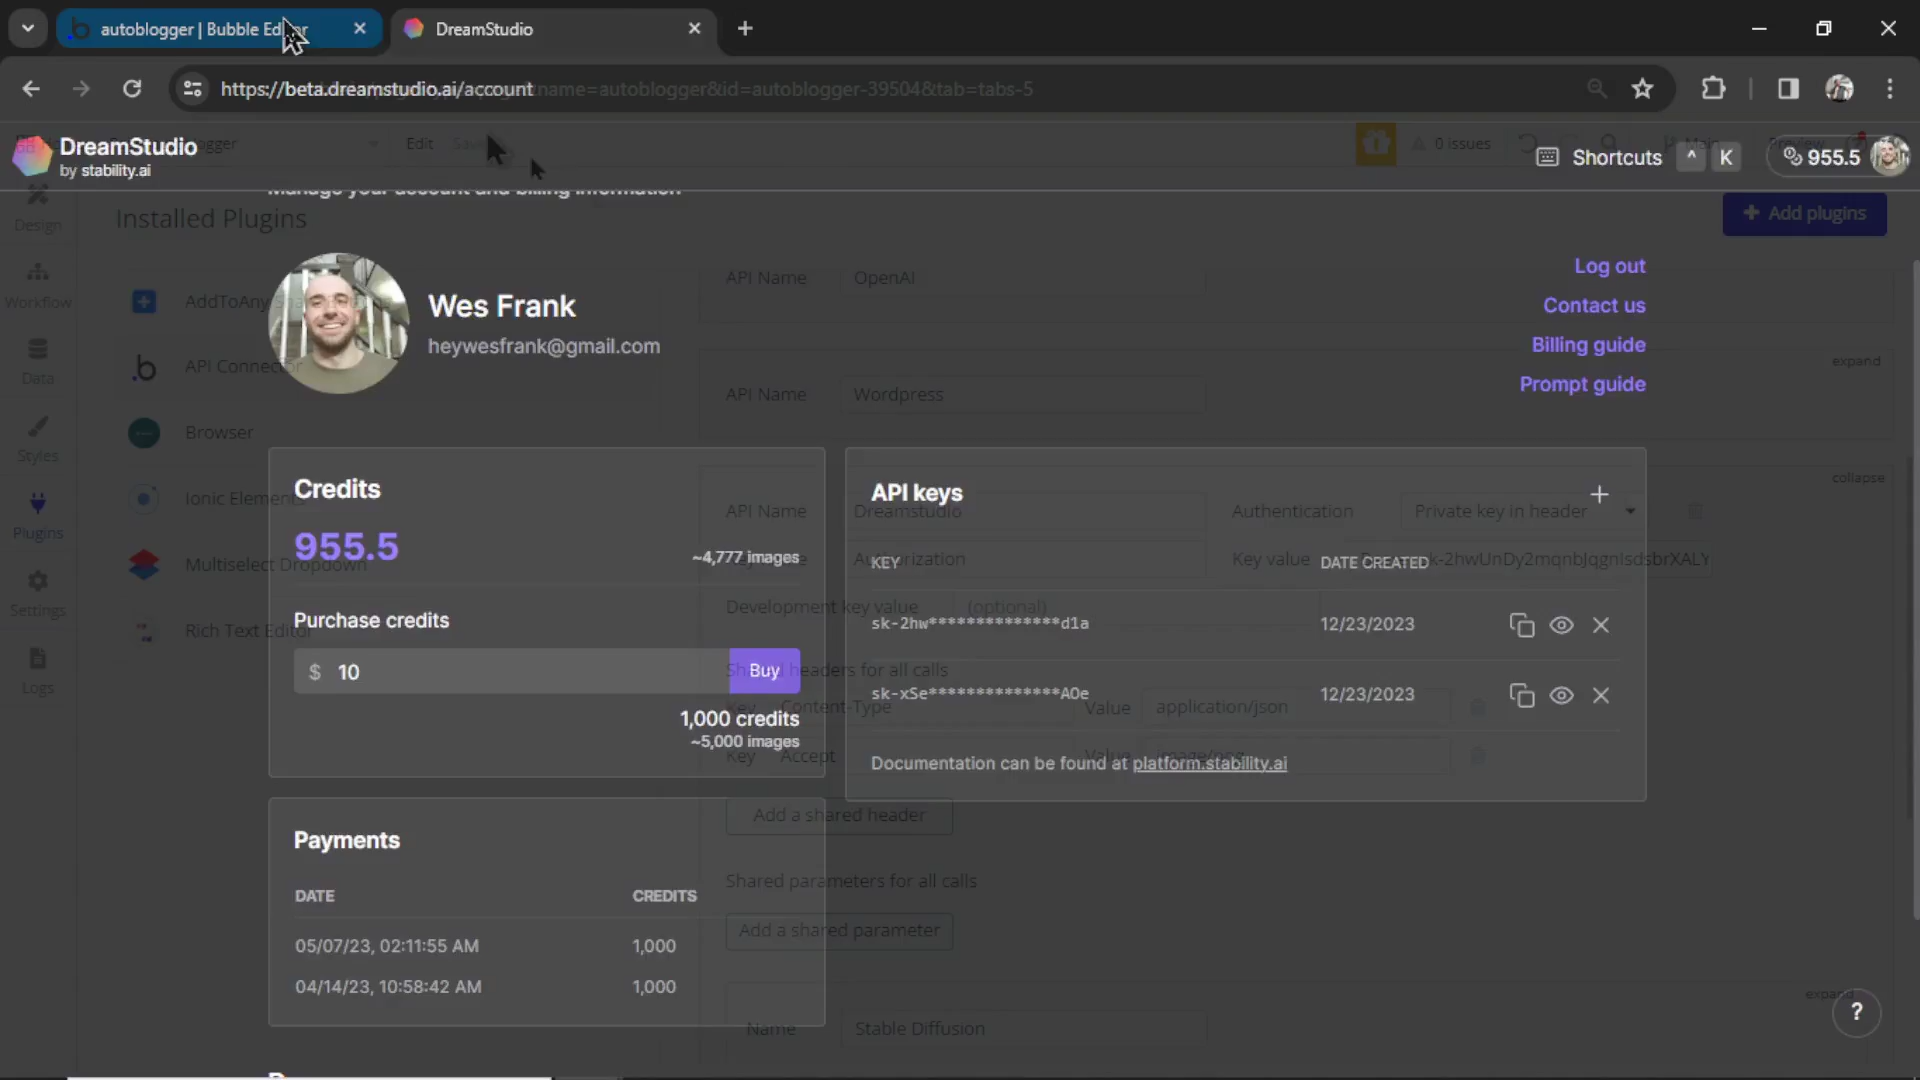 autoblogger | Bubble Editor
DreamStudio
https://beta.dreamstudio.ai/account
name=autoblogger&id=autoblogger-39504&tab=tabs-5
DreamStudio
by stability.ai
Edit
0 issues
Main
Shortcuts
^
K
955.5
Manage your account and billing information
Design
Installed Plugins
+ Add plugins
Log out
API Name
OpenAI
Workflow
AddToAny
Wes Frank
Contact us
heywesfrank@gmail.com
Billing guide
expand
Data
API Connector
Prompt guide
API Name
Wordpress
Styles
Browser
Credits
API keys
collapse
Ionic Elements
API Name
Dreamstudio
Authentication
Private key in header
Plugins
955.5
~4,777 images
Authorization
KEY
Key value
DATE CREATED
Multiselect Dropdown
Settings
Purchase credits
Development key value
(optional)
sk-2hw**************d1a
12/23/2023
Rich Text Editor
$ 10
Buy
Shared headers for all calls
Logs
sk-xSe**************AOe
12/23/2023
Key
Content-Type
Value
application/json
1,000 credits
~5,000 images
Key
Accept
Value
image/png
Documentation can be found at platform.stability.ai
Add a shared header
Payments
Shared parameters for all calls
DATE
CREDITS
Add a shared parameter
05/07/23, 02:11:55 AM
1,000
04/14/23, 10:58:42 AM
1,000
expand
?
Name
Stable Diffusion